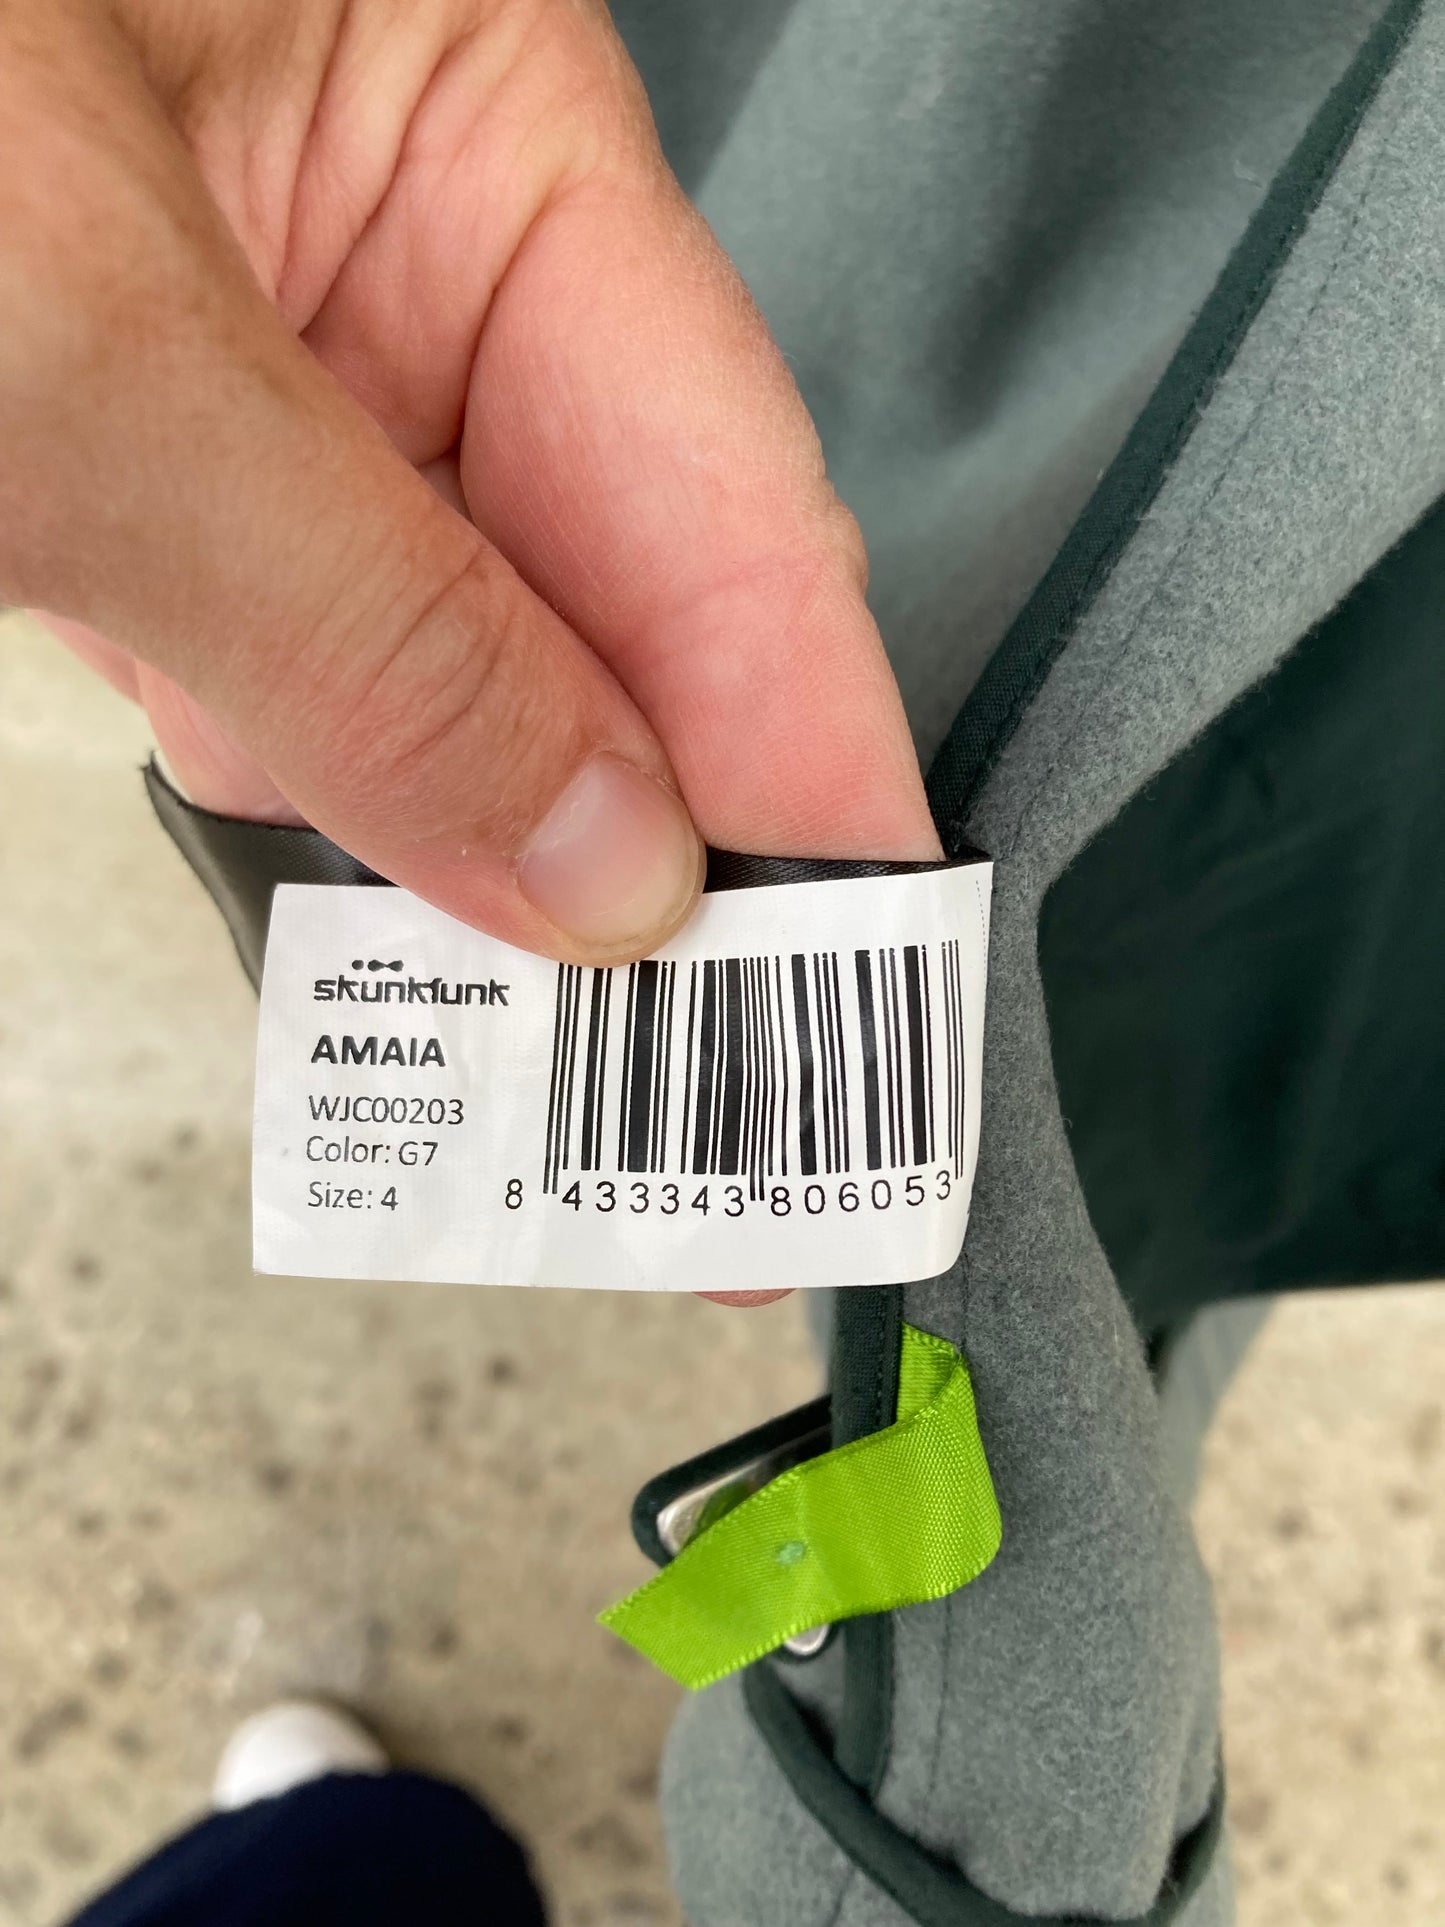 skunkfunk
AMAIA
WJC00203
Color: G7
Size: 4
8 433343 806053